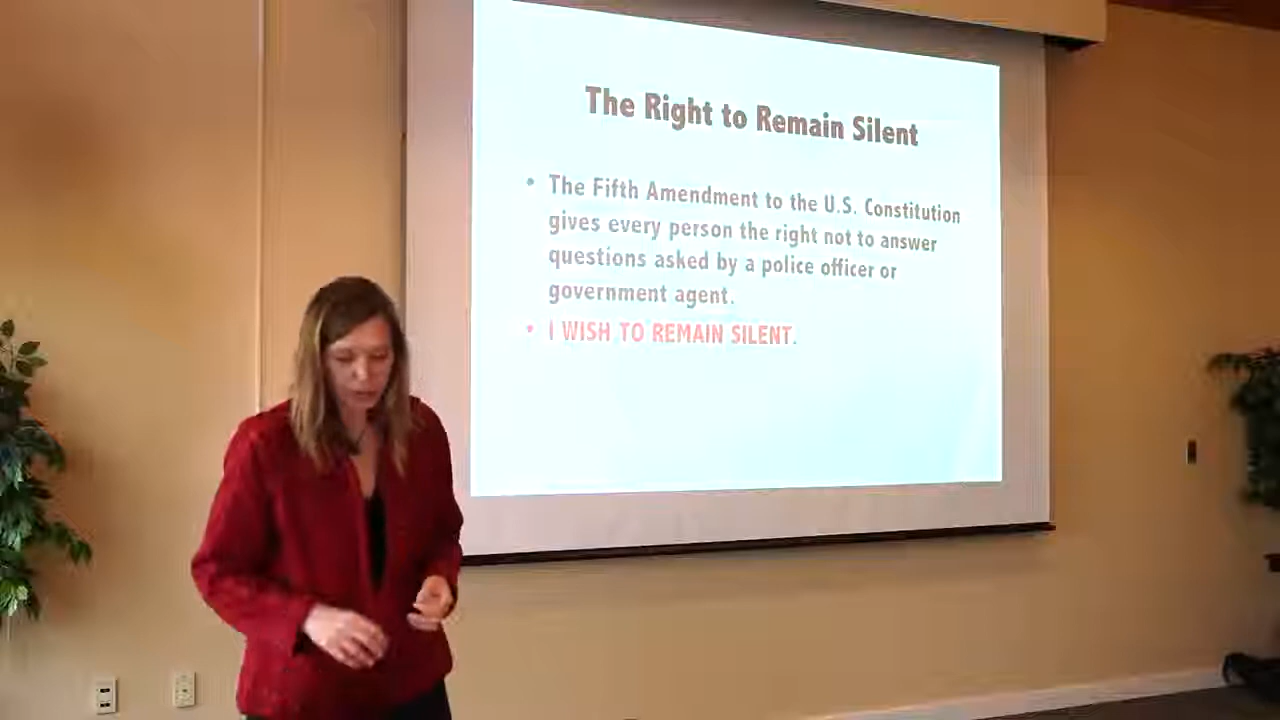 The Right to Remain Silent
• The Fifth Amendment to the U.S. Constitution
gives every person the right not to answer
questions asked by a police officer or
government agent.
• I WISH TO REMAIN SILENT.